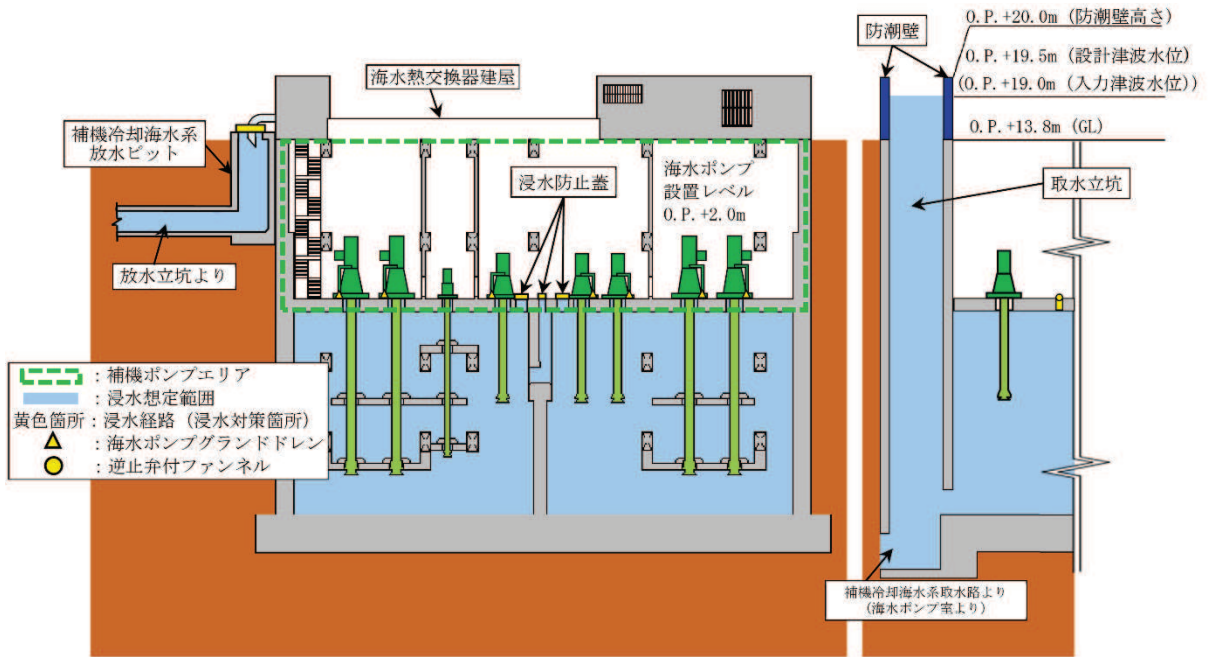 海水熱交換器建屋
補機冷却海水系
放水ピット
放水立坑より
浸水防止蓋
海水ポンプ
設置レベル
O.P.+2.0m
防潮壁
O.P.+20.0m (防潮壁高さ)
O.P.+19.5m (設計津波水位)
(O.P.+19.0m (入力津波水位))
O.P.+13.8m (GL)
取水立坑
補機冷却海水系取水路より
(海水ポンプ室より)
:補機ポンプエリア
:浸水想定範囲
黄色箇所:浸水経路 (浸水対策箇所)
:海水ポンプグランドドレン
:逆止弁付ファンネル